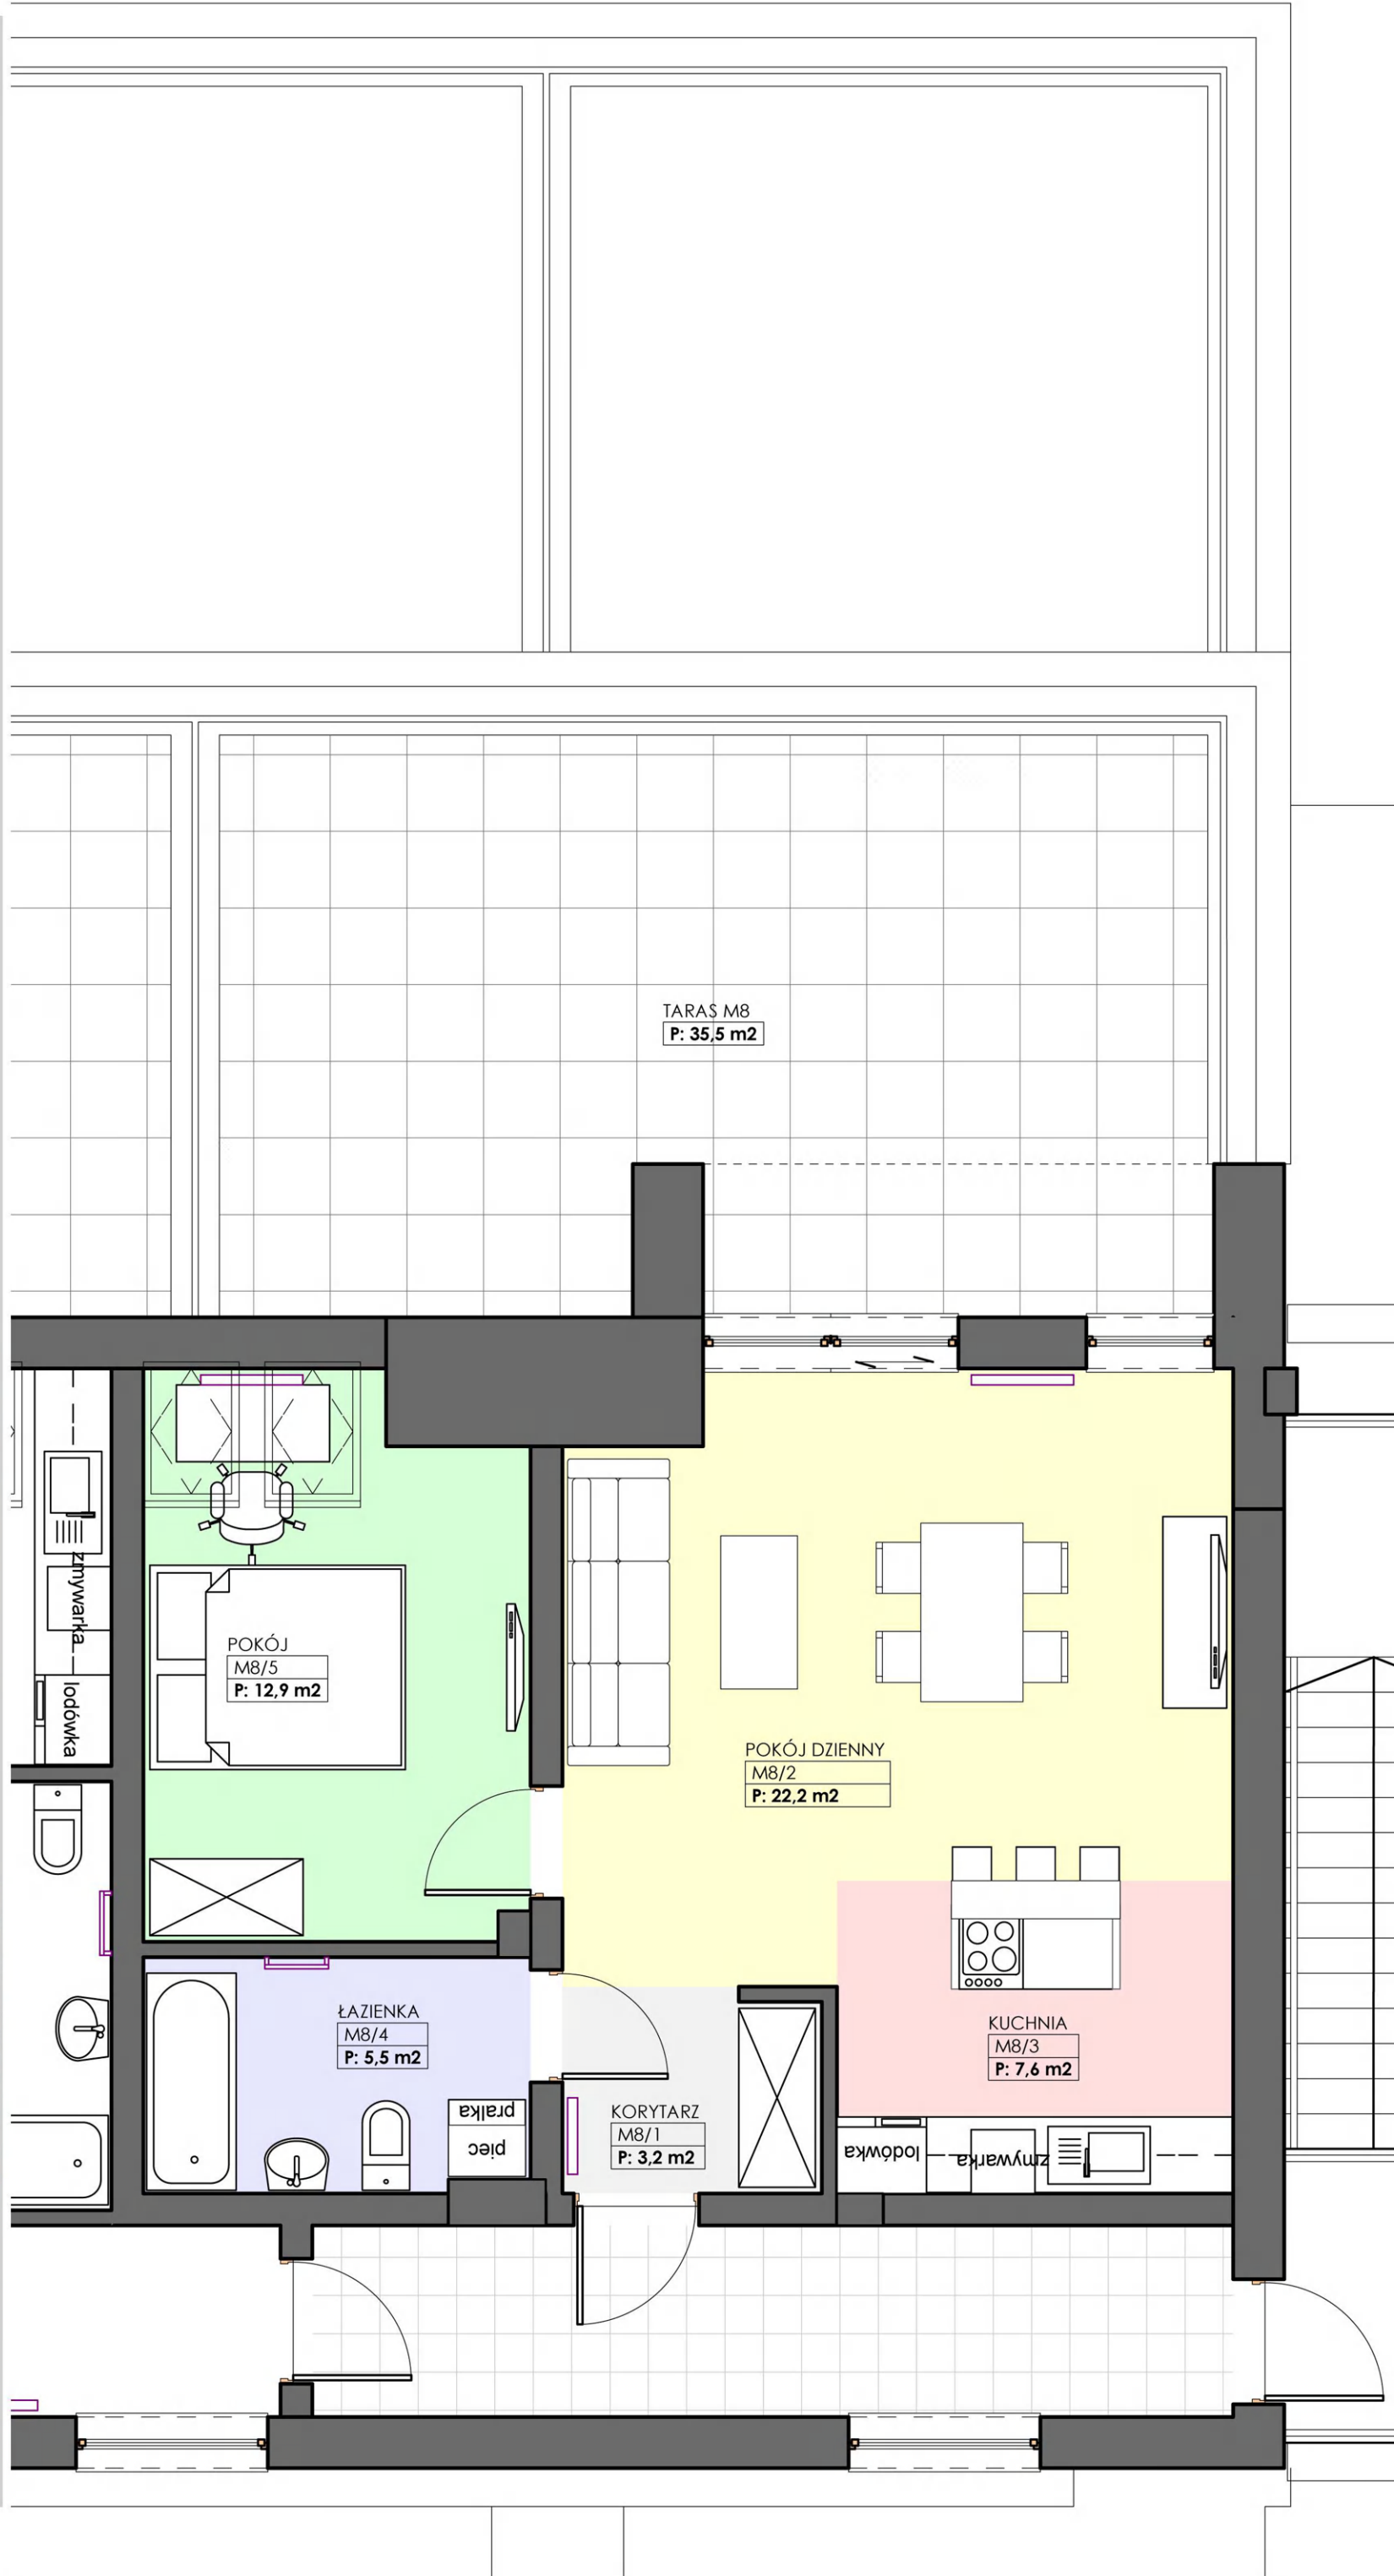 TARAS M8
P: 35,5 m2
zmywarka
lodówka
POKÓJ
M8/5
P: 12,9 m2
POKÓJ DZIENNY
M8/2
P: 22,2 m2
ŁAZIENKA
M8/4
P: 5,5 m2
pralka
piec
KORYTARZ
M8/1
P: 3,2 m2
KUCHNIA
M8/3
P: 7,6 m2
lodówka
zmywarka